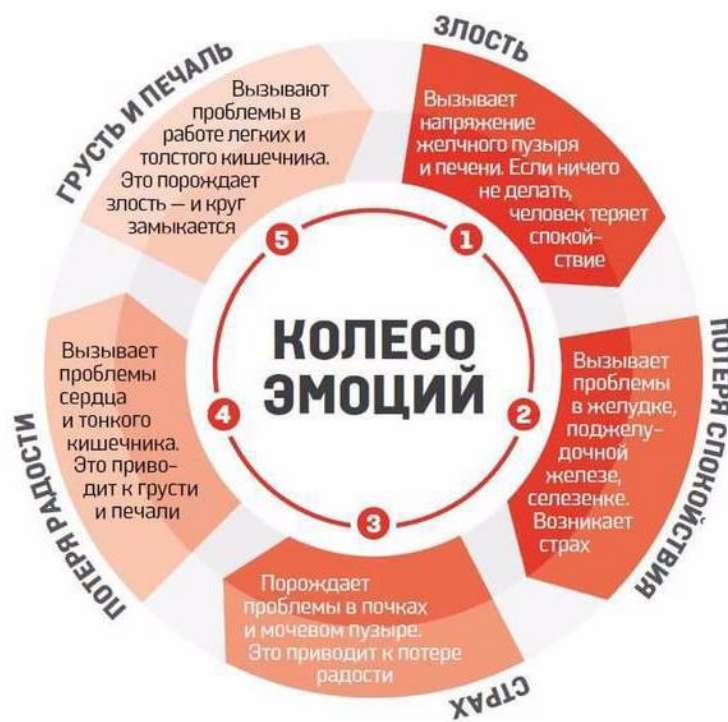 КОЛЕСО
ЭМОЦИЙ
1
ЗЛОСТЬ
Вызывает
напряжение
желчного пузыря
и печени. Если ничего
не делать,
человек теряет
спокой-
ствие
2
ПОТЕРЯ СПОКОЙСТВИЯ
Вызывает
проблемы
в желудке,
поджелу-
дочной
железе,
селезенке.
Возникает
страх
3
СТРАХ
Порождает
проблемы в почках
и мочевом пузыре.
Это приводит к потере
радости
4
ПОТЕРЯ РАДОСТИ
Вызывает
проблемы
сердца
и тонкого
кишечника.
Это приво-
дит к грусти
и печали
5
ГРУСТЬ И ПЕЧАЛЬ
Вызывают
проблемы в
работе легких и
толстого кишечника.
Это порождает
злость – и круг
замыкается